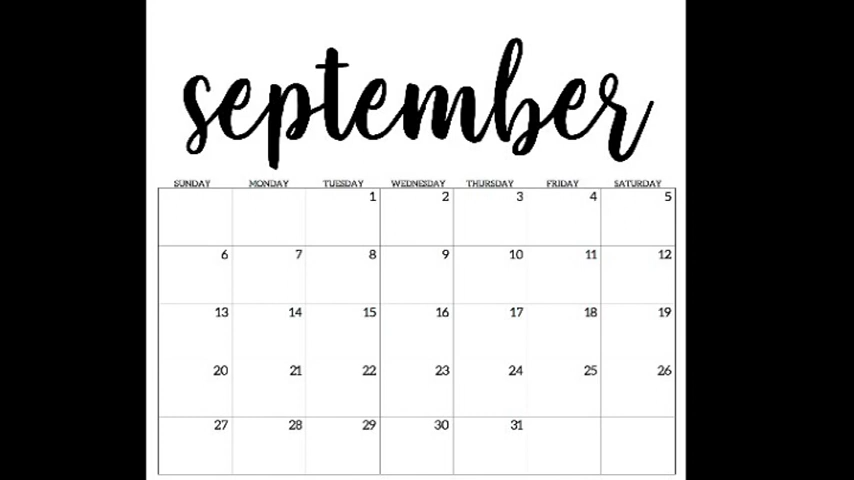 september
SUNDAY MONDAY TUESDAY WEDNESDAY THURSDAY FRIDAY SATURDAY
1 2 3 4 5
6 7 8 9 10 11 12
13 14 15 16 17 18 19
20 21 22 23 24 25 26
27 28 29 30 31